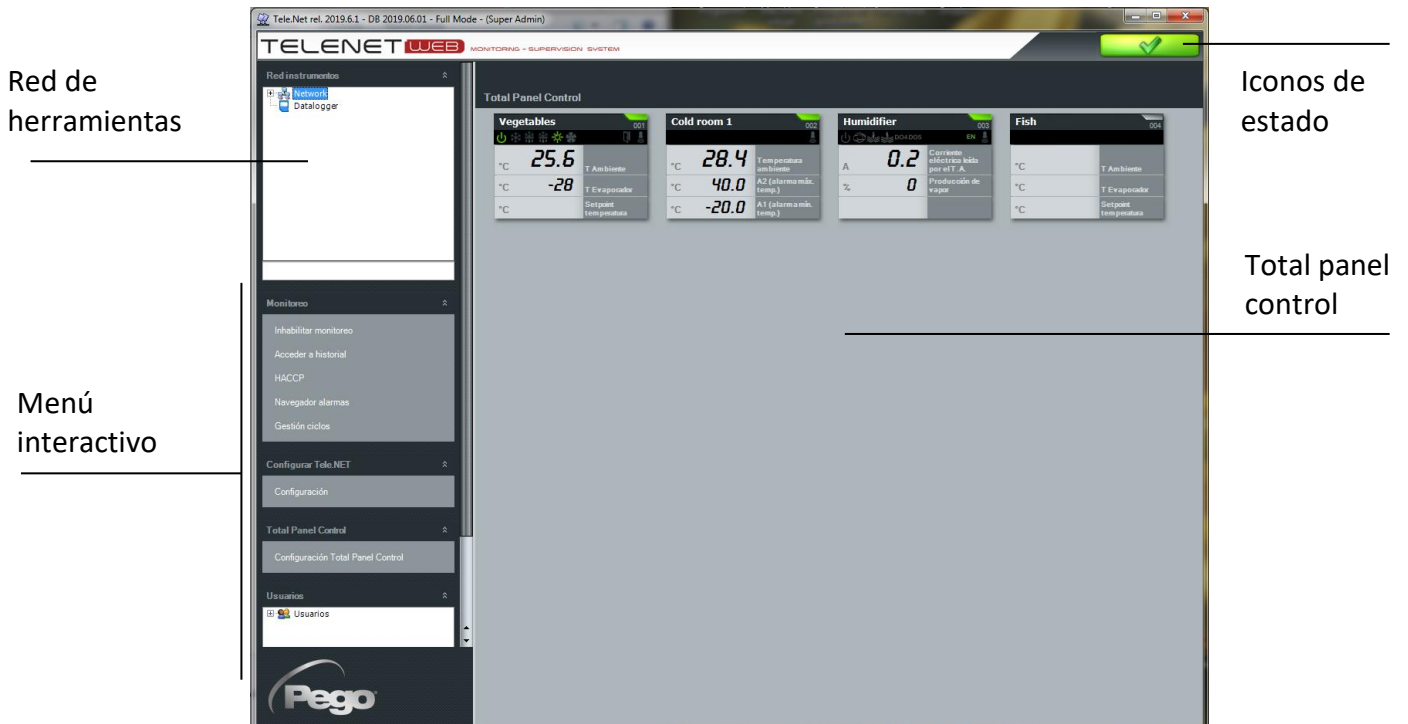 Tele.Net rel. 2019.6.1 - DB 2019.06.01 - Full Mode - (Super Admin)
TELENET WEB MONITORING - SUPERVISION SYSTEM
Red de
herramientas
Iconos de
estado
Total panel
control
Menú
interactivo
Red instrumentos
Network
Datalogger
Monitoreo
Inhabilitar monitoreo
Acceder a historial
HACCP
Navegador alarmas
Gestión ciclos
Configurar Tele.NET
Configuración
Total Panel Control
Configuración Total Panel Control
Usuarios
Usuarios
Pego
Total Panel Control
Vegetables 001
°C 25.6 T Ambiente
°C -28 T Evaporador
°C Setpoint temperatura
Cold room 1 002
°C 28.4 Temperatura ambiente
°C 40.0 A2 (alarma máx. temp.)
°C -20.0 A1 (alarma mín. temp.)
Humidifier 003
DO4 DO5 EN
A 0.2 Corriente eléctrica leída por el T.A.
% 0 Producción de vapor
Fish 004
°C T Ambiente
°C T Evaporador
°C Setpoint temperatura